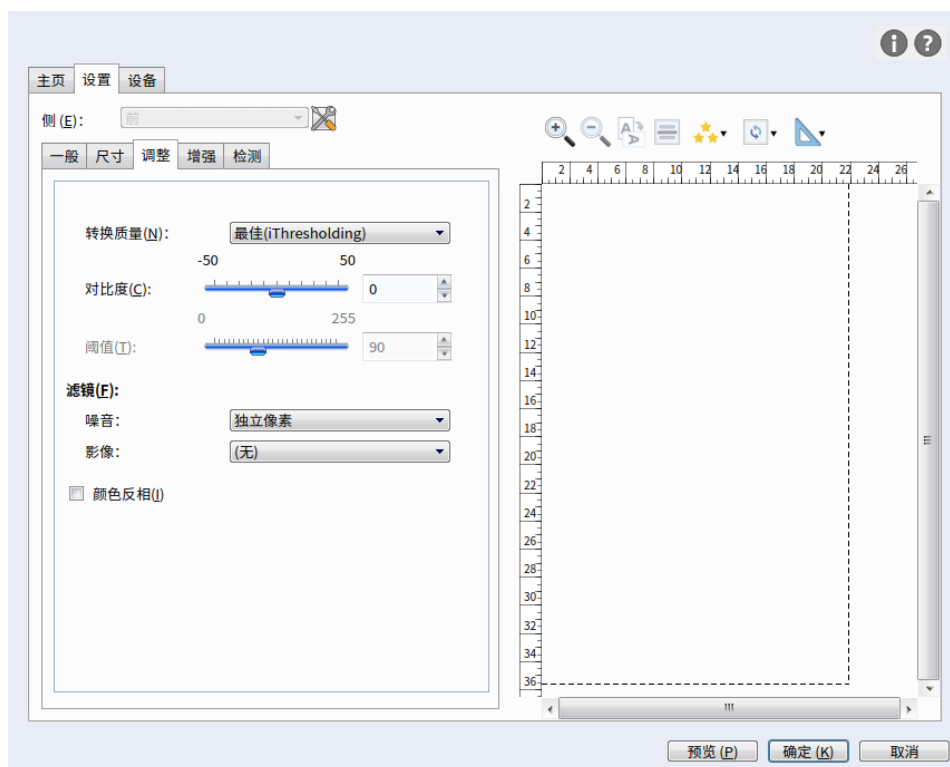 主页 设置 设备
侧 (E): 前
一般 尺寸 调整 增强 检测
转换质量(N): 最佳(iThresholding)
-50 50
对比度(C): 0
0 255
阈值(T): 90
滤镜(F):
噪音: 独立像素
影像: (无)
颜色反相(I)
2 4 6 8 10 12 14 16 18 20 22 24 26
2
4
6
8
10
12
14
16
18
20
22
24
26
28
30
32
34
36
预览 (P) 确定 (K) 取消